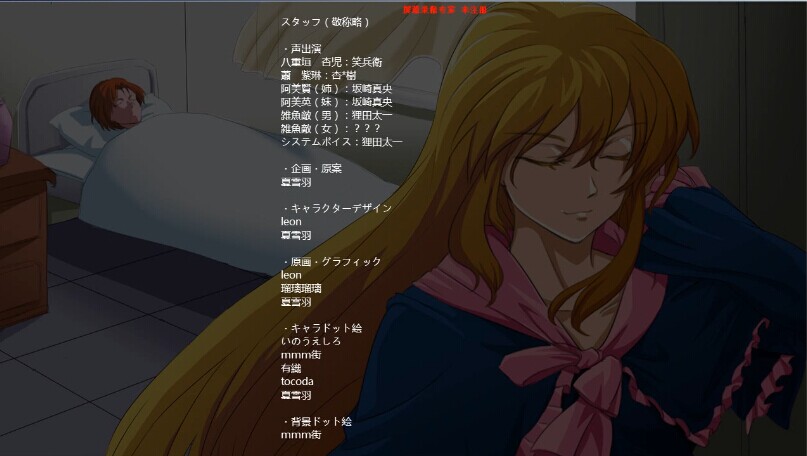 スタッフ（敬称略）
・声出演
八重垣　杏児：笑兵衛
蕭　紫琳：杏*樹
阿美賢（姉）：坂崎真央
阿美英（妹）：坂崎真央
雑魚敵（男）：狸田太一
雑魚敵（女）：？？？
システムボイス：狸田太一
・企画・原案
夏雪羽
・キャラクターデザイン
leon
夏雪羽
・原画・グラフィック
leon
瑠璃瑠璃
夏雪羽
・キャラドット絵
いのうえしろ
mmm街
有織
tocoda
夏雪羽
・背景ドット絵
mmm街